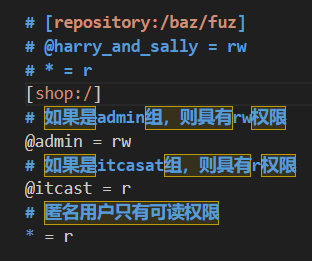 # [repository:/baz/fuz]
# @harry_and_sally = rw
# * = r
[shop:/]
# 如果是admin组，则具有rw权限
@admin = rw
# 如果是itcasat组，则具有r权限
@itcast = r
# 匿名用户只有可读权限
* = r